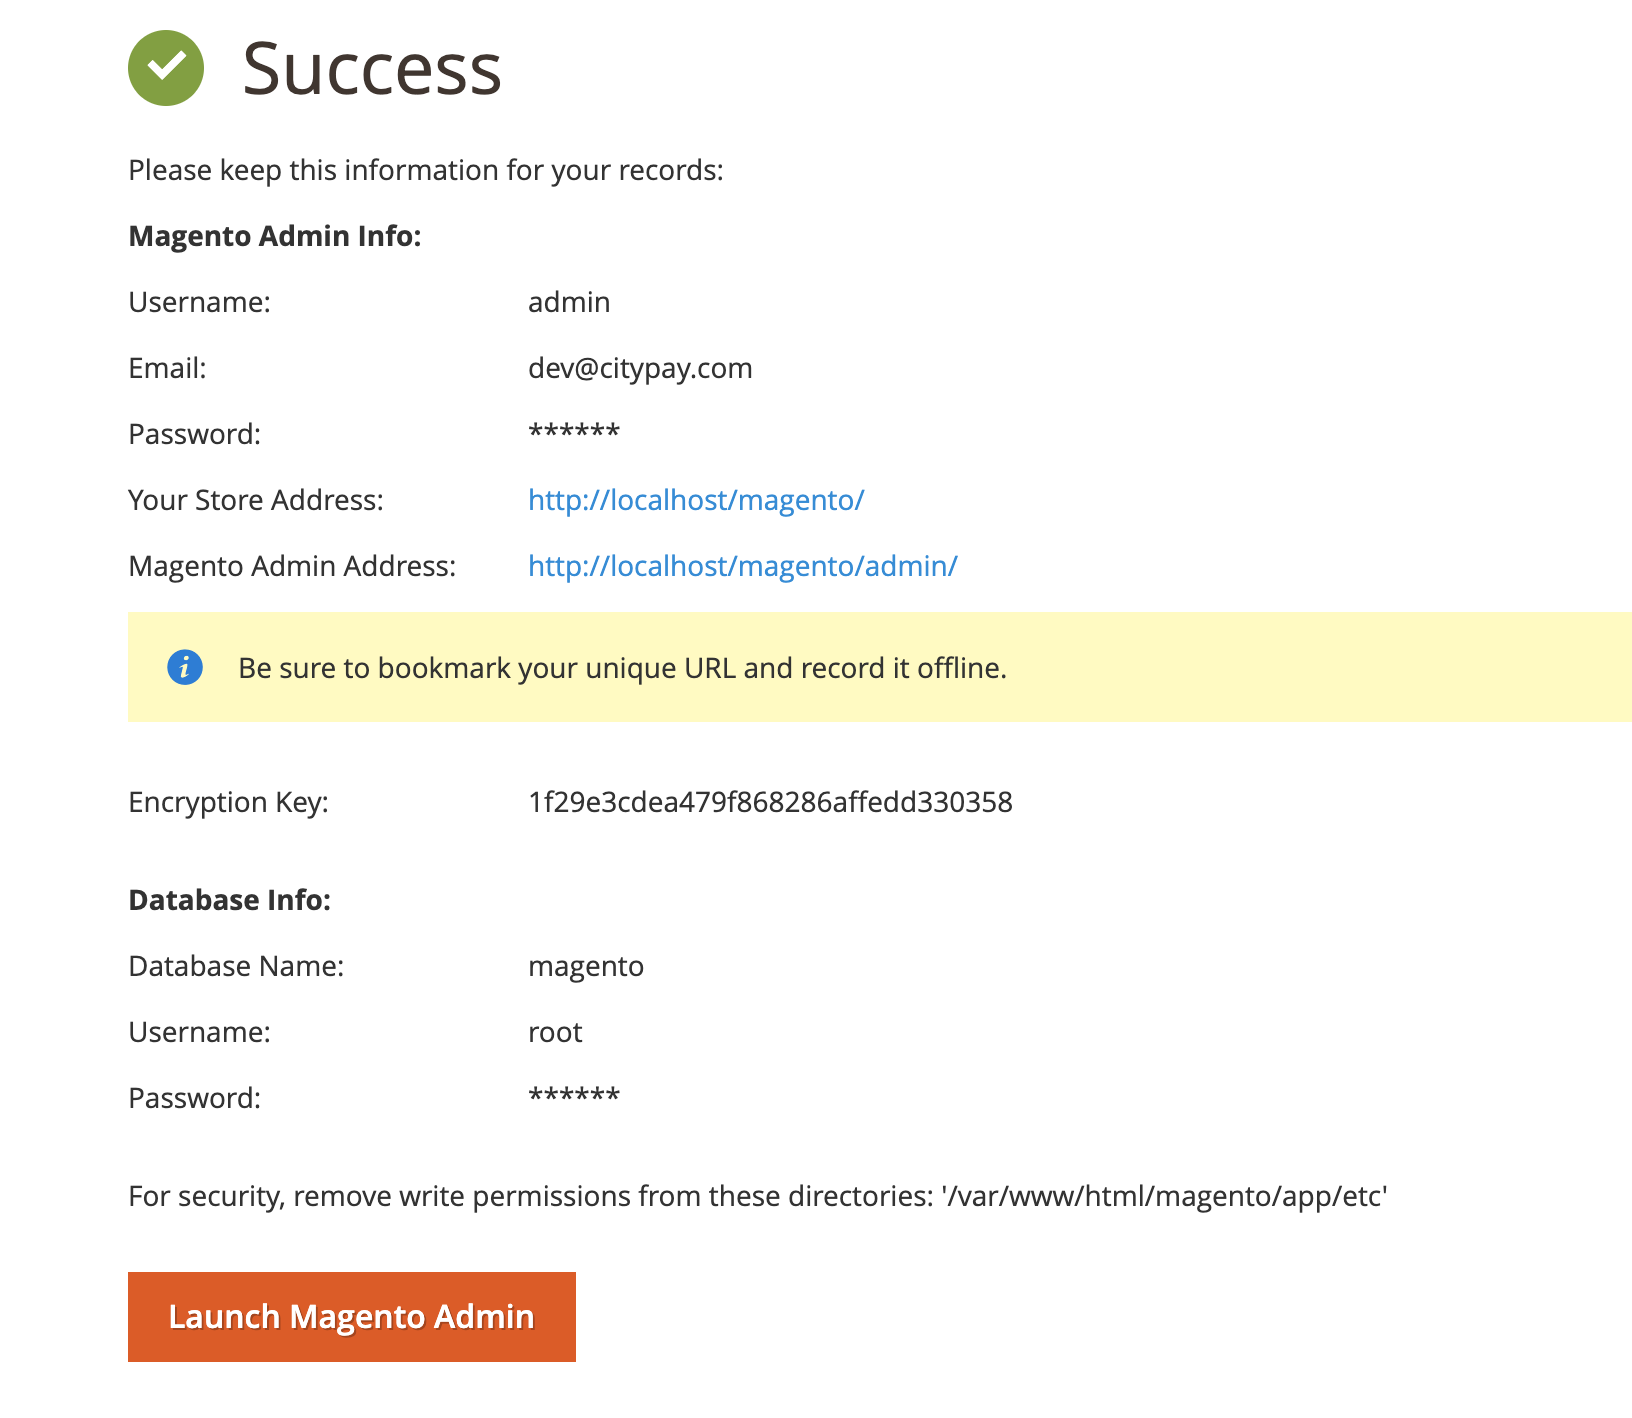 Success
Please keep this information for your records:
Magento Admin Info:
Username: admin
Email: dev@citypay.com
Password: ******
Your Store Address: http://localhost/magento/
Magento Admin Address: http://localhost/magento/admin/
i Be sure to bookmark your unique URL and record it offline.
Encryption Key: 1f29e3cdea479f868286affedd330358
Database Info:
Database Name: magento
Username: root
Password: ******
For security, remove write permissions from these directories: '/var/www/html/magento/app/etc'
Launch Magento Admin